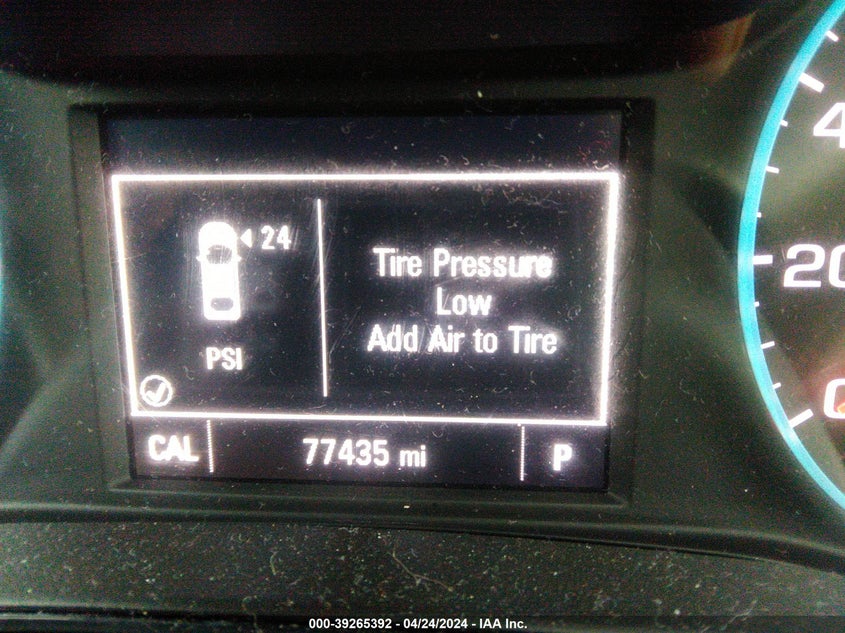 24
Tire Pressure
Low
Add Air to Tire
PSI
CAL
77435 mi
P
20
000-39265392 - 04/24/2024 - IAA Inc.